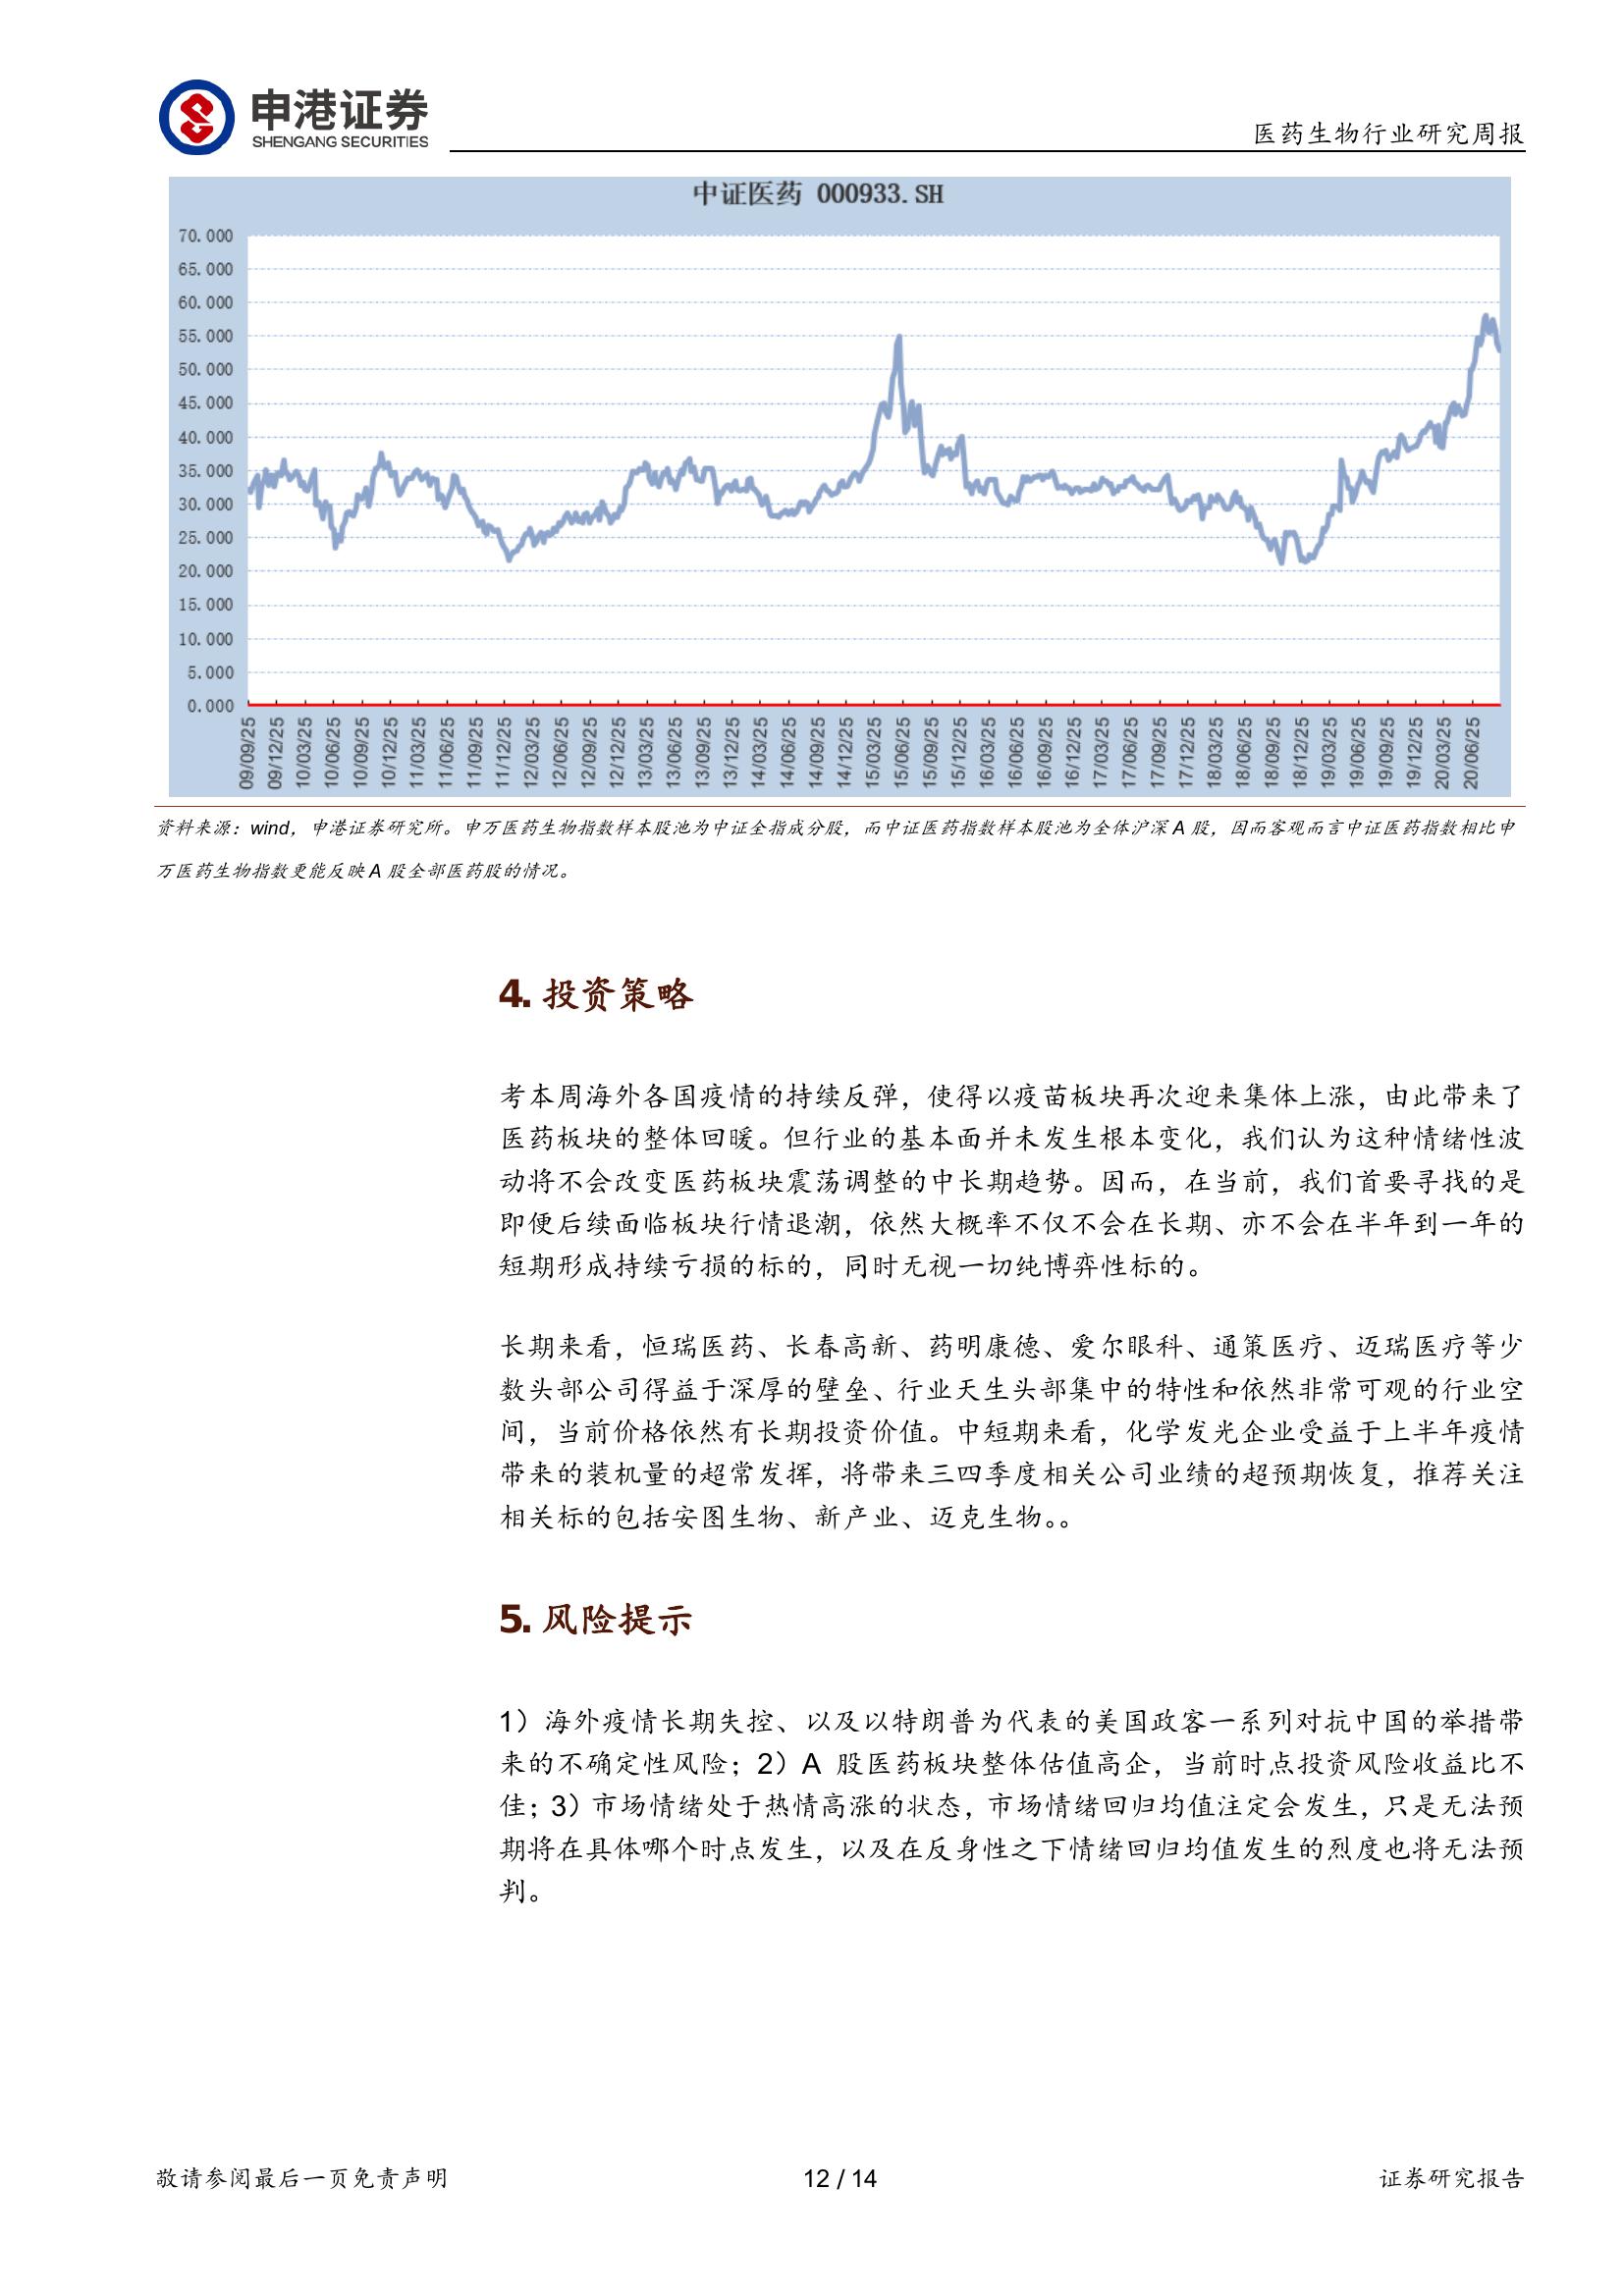 申港证券
SHENGANG SECURITIES
医药生物行业研究周报
中证医药 000933.SH
70.000
65.000
60.000
55.000
50.000
45.000
40.000
35.000
30.000
25.000
20.000
15.000
10.000
5.000
0.000
09/09/25
09/12/25
10/03/25
10/06/25
10/09/25
10/12/25
11/03/25
11/06/25
11/09/25
11/12/25
12/03/25
12/06/25
12/09/25
12/12/25
13/03/25
13/06/25
13/09/25
13/12/25
14/03/25
14/06/25
14/09/25
14/12/25
15/03/25
15/06/25
15/09/25
15/12/25
16/03/25
16/06/25
16/09/25
16/12/25
17/03/25
17/06/25
17/09/25
17/12/25
18/03/25
18/06/25
18/09/25
18/12/25
19/03/25
19/06/25
19/09/25
19/12/25
20/03/25
20/06/25
资料来源：wind，申港证券研究所。申万医药生物指数样本股池为中证全指成分股，而中证医药指数样本股池为全体沪深 A 股，因而客观而言中证医药指数相比申
万医药生物指数更能反映 A 股全部医药股的情况。
4. 投资策略
考本周海外各国疫情的持续反弹，使得以疫苗板块再次迎来集体上涨，由此带来了
医药板块的整体回暖。但行业的基本面并未发生根本变化，我们认为这种情绪性波
动将不会改变医药板块震荡调整的中长期趋势。因而，在当前，我们首要寻找的是
即便后续面临板块行情退潮，依然大概率不仅不会在长期、亦不会在半年到一年的
短期形成持续亏损的标的，同时无视一切纯博弈性标的。
长期来看，恒瑞医药、长春高新、药明康德、爱尔眼科、通策医疗、迈瑞医疗等少
数头部公司得益于深厚的壁垒、行业天生头部集中的特性和依然非常可观的行业空
间，当前价格依然有长期投资价值。中短期来看，化学发光企业受益于上半年疫情
带来的装机量的超常发挥，将带来三四季度相关公司业绩的超预期恢复，推荐关注
相关标的包括安图生物、新产业、迈克生物。。
5. 风险提示
1）海外疫情长期失控、以及以特朗普为代表的美国政客一系列对抗中国的举措带
来的不确定性风险；2）A 股医药板块整体估值高企，当前时点投资风险收益比不
佳；3）市场情绪处于热情高涨的状态，市场情绪回归均值注定会发生，只是无法预
期将在具体哪个时点发生，以及在反身性之下情绪回归均值发生的烈度也将无法预
判。
敬请参阅最后一页免责声明
12 / 14
证券研究报告